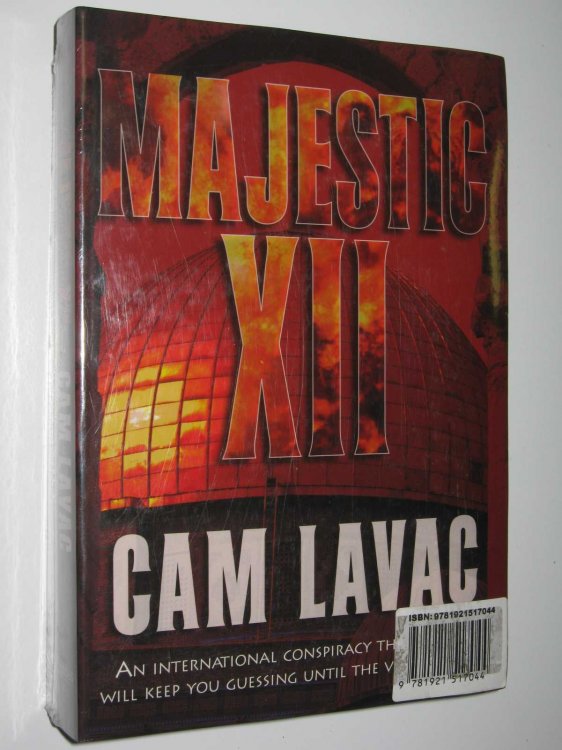 MAJESTIC
XII
CAM LAVAC
AN INTERNATIONAL CONSPIRACY
WILL KEEP YOU GUESSING UNTIL THE
ISBN: 9781921517044
9 781921 517044
CAM LAVAC